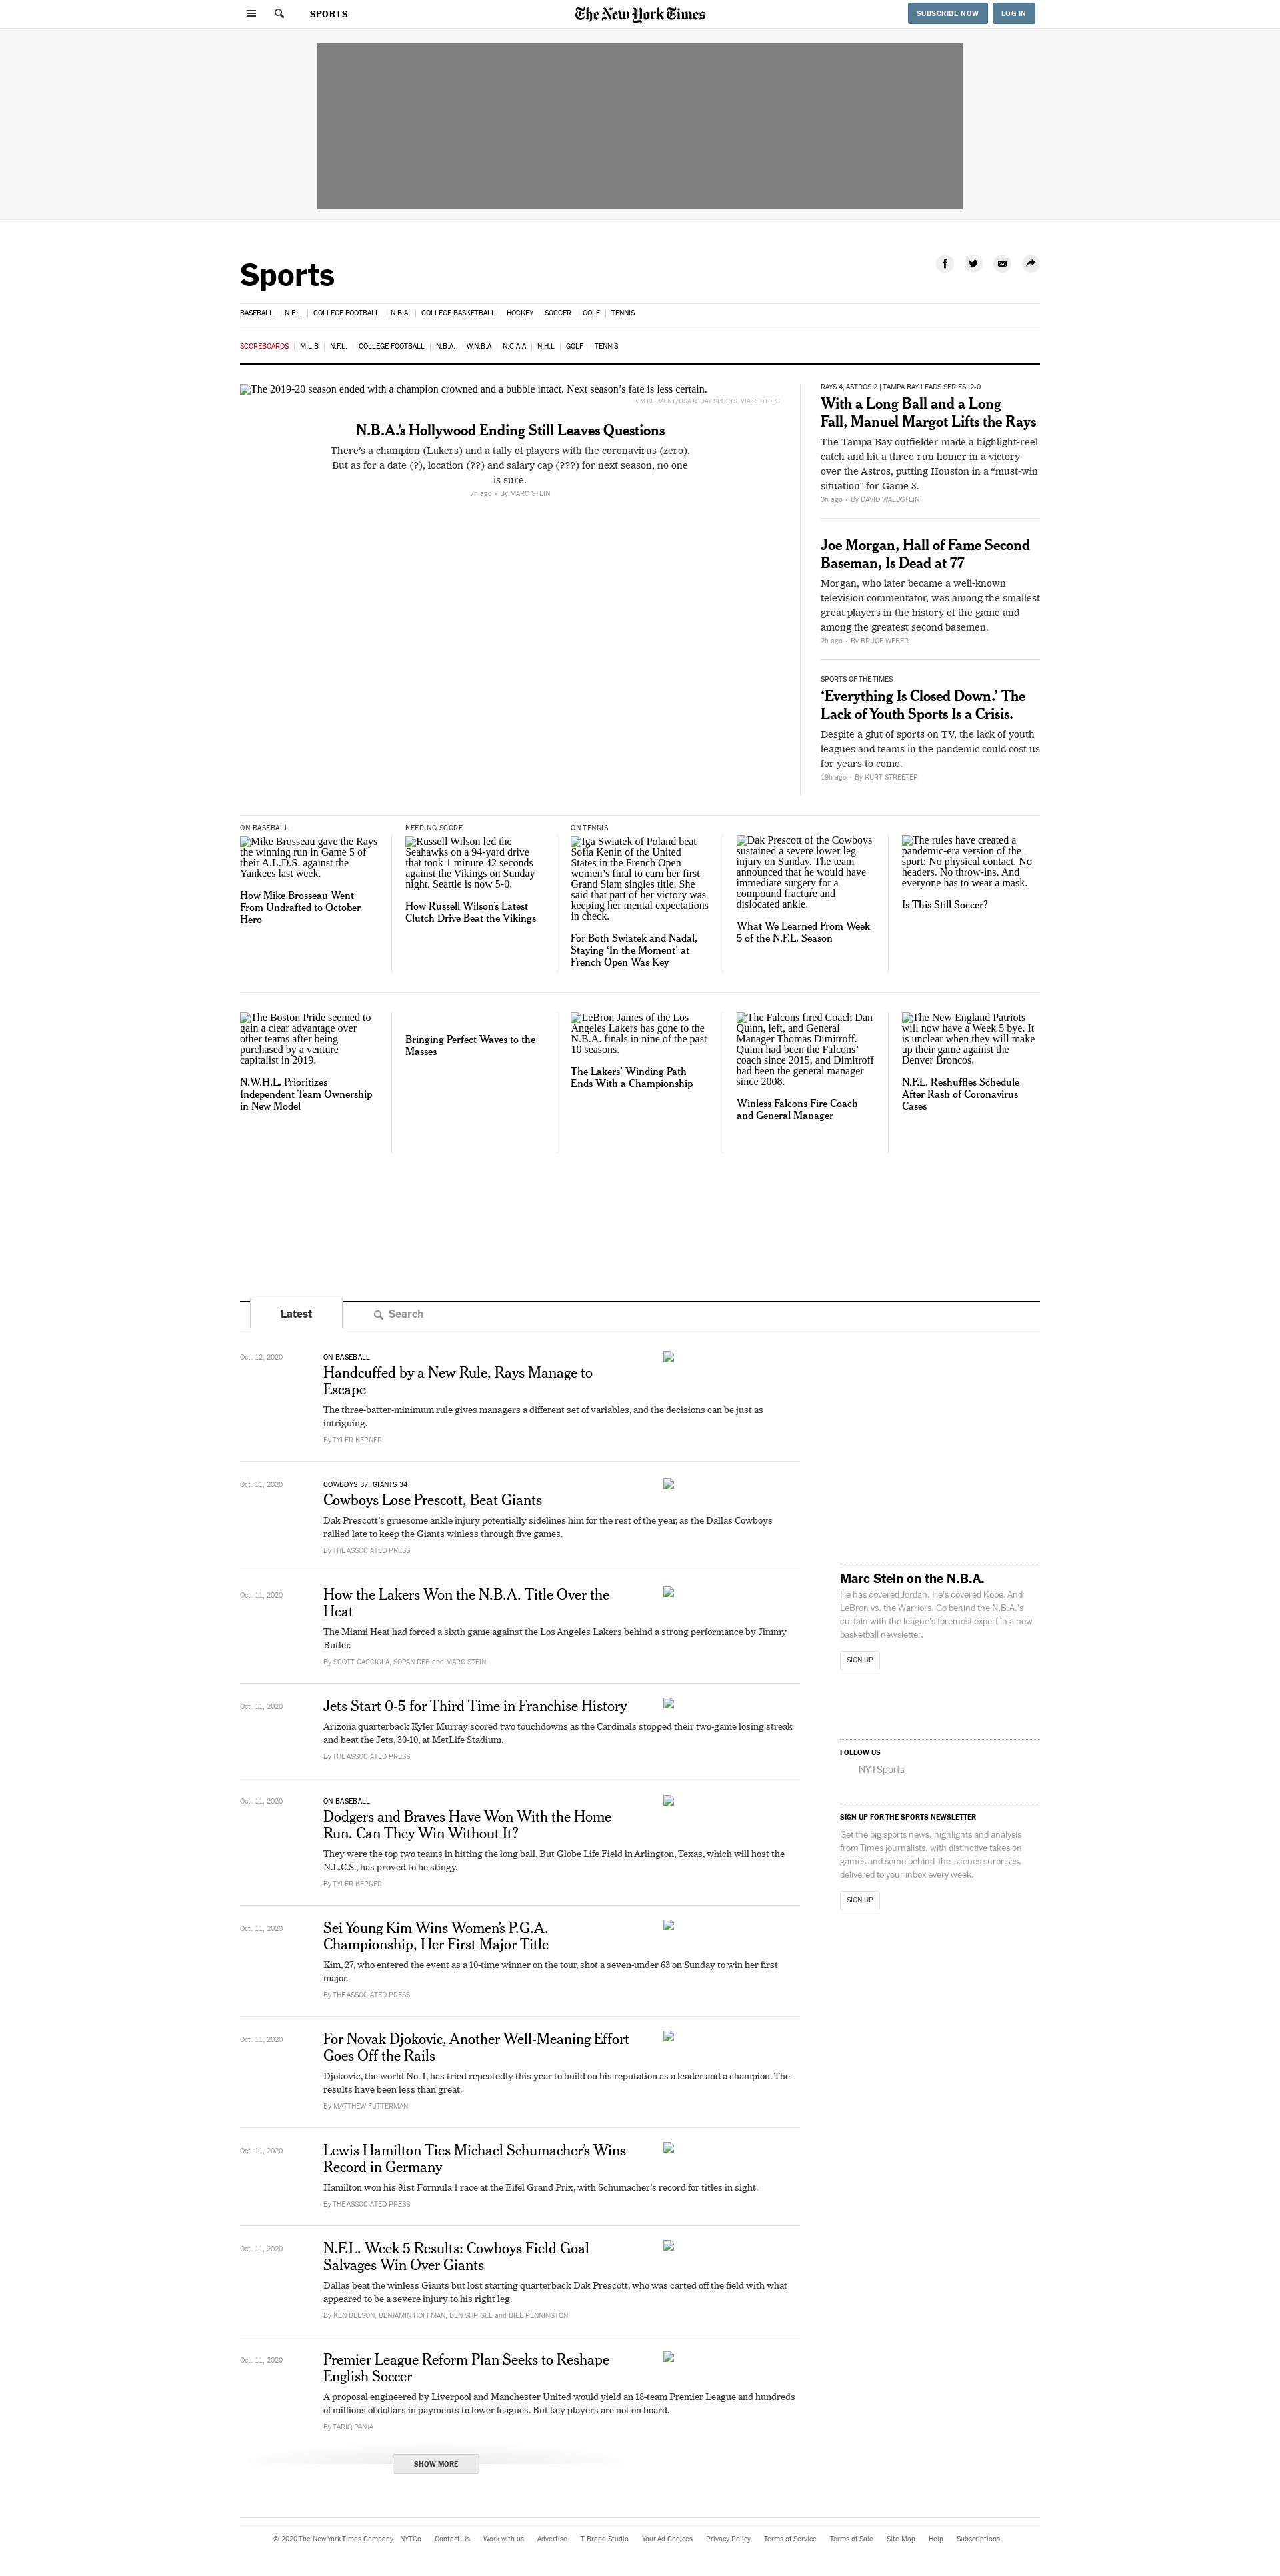 SPORTS
The New York Times
SUBSCRIBE NOW
LOG IN
Sports
BASEBALL | N.F.L. | COLLEGE FOOTBALL | N.B.A. | COLLEGE BASKETBALL | HOCKEY | SOCCER | GOLF | TENNIS
SCOREBOARDS | M.L.B | N.F.L. | COLLEGE FOOTBALL | N.B.A. | W.N.B.A | N.C.A.A | N.H.L | GOLF | TENNIS
The 2019-20 season ended with a champion crowned and a bubble intact. Next season’s fate is less certain.
KIM KLEMENT/USA TODAY SPORTS, VIA REUTERS
N.B.A.’s Hollywood Ending Still Leaves Questions
There’s a champion (Lakers) and a tally of players with the coronavirus (zero).
But as for a date (?), location (??) and salary cap (???) for next season, no one
is sure.
7h ago • By MARC STEIN
RAYS 4, ASTROS 2 | TAMPA BAY LEADS SERIES, 2-0
With a Long Ball and a Long
Fall, Manuel Margot Lifts the Rays
The Tampa Bay outfielder made a highlight-reel
catch and hit a three-run homer in a victory
over the Astros, putting Houston in a “must-win
situation” for Game 3.
3h ago • By DAVID WALDSTEIN
Joe Morgan, Hall of Fame Second
Baseman, Is Dead at 77
Morgan, who later became a well-known
television commentator, was among the smallest
great players in the history of the game and
among the greatest second basemen.
2h ago • By BRUCE WEBER
SPORTS OF THE TIMES
‘Everything Is Closed Down.’ The
Lack of Youth Sports Is a Crisis.
Despite a glut of sports on TV, the lack of youth
leagues and teams in the pandemic could cost us
for years to come.
19h ago • By KURT STREETER
ON BASEBALL
Mike Brosseau gave the Rays
the winning run in Game 5 of
their A.L.D.S. against the
Yankees last week.
How Mike Brosseau Went
From Undrafted to October
Hero
KEEPING SCORE
Russell Wilson led the
Seahawks on a 94-yard drive
that took 1 minute 42 seconds
against the Vikings on Sunday
night. Seattle is now 5-0.
How Russell Wilson’s Latest
Clutch Drive Beat the Vikings
ON TENNIS
Iga Swiatek of Poland beat
Sofia Kenin of the United
States in the French Open
women’s final to earn her first
Grand Slam singles title. She
said that part of her victory was
keeping her mental expectations
in check.
For Both Swiatek and Nadal,
Staying ‘In the Moment’ at
French Open Was Key
Dak Prescott of the Cowboys
sustained a severe lower leg
injury on Sunday. The team
announced that he would have
immediate surgery for a
compound fracture and
dislocated ankle.
What We Learned From Week
5 of the N.F.L. Season
The rules have created a
pandemic-era version of the
sport: No physical contact. No
headers. No throw-ins. And
everyone has to wear a mask.
Is This Still Soccer?
The Boston Pride seemed to
gain a clear advantage over
other teams after being
purchased by a venture
capitalist in 2019.
N.W.H.L. Prioritizes
Independent Team Ownership
in New Model
Bringing Perfect Waves to the
Masses
LeBron James of the Los
Angeles Lakers has gone to the
N.B.A. finals in nine of the past
10 seasons.
The Lakers’ Winding Path
Ends With a Championship
The Falcons fired Coach Dan
Quinn, left, and General
Manager Thomas Dimitroff.
Quinn had been the Falcons’
coach since 2015, and Dimitroff
had been the general manager
since 2008.
Winless Falcons Fire Coach
and General Manager
The New England Patriots
will now have a Week 5 bye. It
is unclear when they will make
up their game against the
Denver Broncos.
N.F.L. Reshuffles Schedule
After Rash of Coronavirus
Cases
Latest
Search
Oct. 12, 2020
ON BASEBALL
Handcuffed by a New Rule, Rays Manage to
Escape
The three-batter-minimum rule gives managers a different set of variables, and the decisions can be just as
intriguing.
By TYLER KEPNER
Oct. 11, 2020
COWBOYS 37, GIANTS 34
Cowboys Lose Prescott, Beat Giants
Dak Prescott’s gruesome ankle injury potentially sidelines him for the rest of the year, as the Dallas Cowboys
rallied late to keep the Giants winless through five games.
By THE ASSOCIATED PRESS
Oct. 11, 2020
How the Lakers Won the N.B.A. Title Over the
Heat
The Miami Heat had forced a sixth game against the Los Angeles Lakers behind a strong performance by Jimmy
Butler.
By SCOTT CACCIOLA, SOPAN DEB and MARC STEIN
Oct. 11, 2020
Jets Start 0-5 for Third Time in Franchise History
Arizona quarterback Kyler Murray scored two touchdowns as the Cardinals stopped their two-game losing streak
and beat the Jets, 30-10, at MetLife Stadium.
By THE ASSOCIATED PRESS
Oct. 11, 2020
ON BASEBALL
Dodgers and Braves Have Won With the Home
Run. Can They Win Without It?
They were the top two teams in hitting the long ball. But Globe Life Field in Arlington, Texas, which will host the
N.L.C.S., has proved to be stingy.
By TYLER KEPNER
Oct. 11, 2020
Sei Young Kim Wins Women’s P.G.A.
Championship, Her First Major Title
Kim, 27, who entered the event as a 10-time winner on the tour, shot a seven-under 63 on Sunday to win her first
major.
By THE ASSOCIATED PRESS
Oct. 11, 2020
For Novak Djokovic, Another Well-Meaning Effort
Goes Off the Rails
Djokovic, the world No. 1, has tried repeatedly this year to build on his reputation as a leader and a champion. The
results have been less than great.
By MATTHEW FUTTERMAN
Oct. 11, 2020
Lewis Hamilton Ties Michael Schumacher’s Wins
Record in Germany
Hamilton won his 91st Formula 1 race at the Eifel Grand Prix, with Schumacher’s record for titles in sight.
By THE ASSOCIATED PRESS
Oct. 11, 2020
N.F.L. Week 5 Results: Cowboys Field Goal
Salvages Win Over Giants
Dallas beat the winless Giants but lost starting quarterback Dak Prescott, who was carted off the field with what
appeared to be a severe injury to his right leg.
By KEN BELSON, BENJAMIN HOFFMAN, BEN SHPIGEL and BILL PENNINGTON
Oct. 11, 2020
Premier League Reform Plan Seeks to Reshape
English Soccer
A proposal engineered by Liverpool and Manchester United would yield an 18-team Premier League and hundreds
of millions of dollars in payments to lower leagues. But key players are not on board.
By TARIQ PANJA
SHOW MORE
Marc Stein on the N.B.A.
He has covered Jordan. He’s covered Kobe. And
LeBron vs. the Warriors. Go behind the N.B.A.’s
curtain with the league’s foremost expert in a new
basketball newsletter.
SIGN UP
FOLLOW US
NYTSports
SIGN UP FOR THE SPORTS NEWSLETTER
Get the big sports news, highlights and analysis
from Times journalists, with distinctive takes on
games and some behind-the-scenes surprises,
delivered to your inbox every week.
SIGN UP
© 2020 The New York Times Company NYTCo Contact Us Work with us Advertise T Brand Studio Your Ad Choices Privacy Policy Terms of Service Terms of Sale Site Map Help Subscriptions